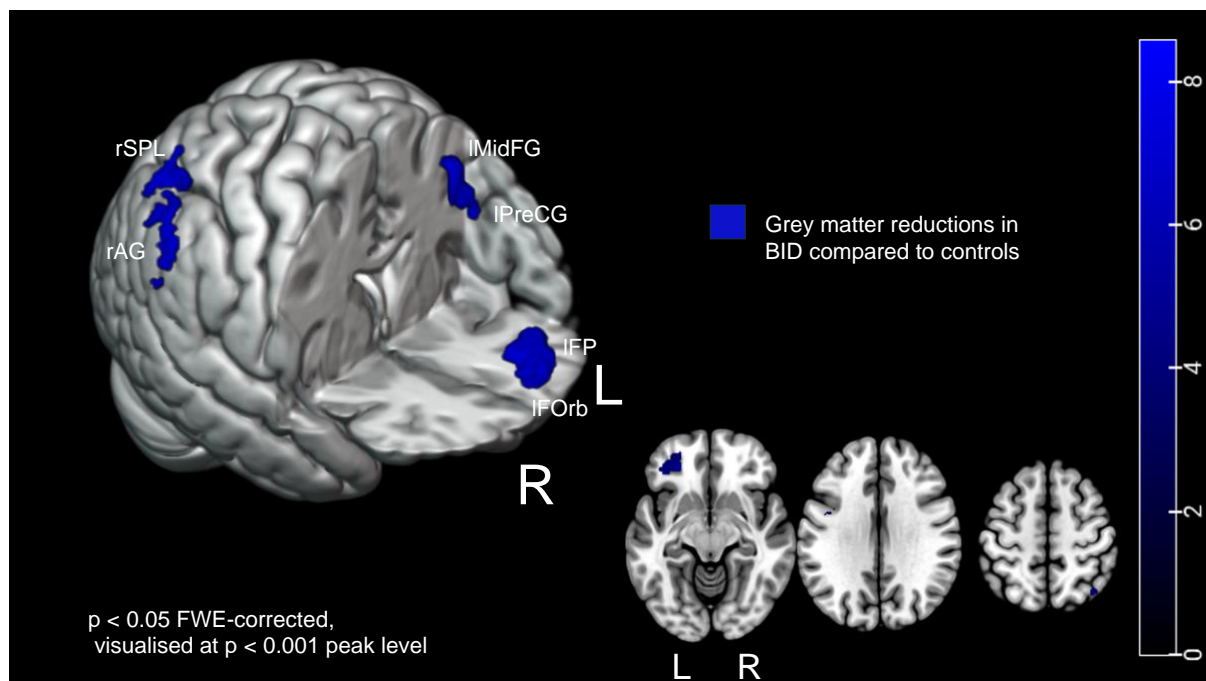 rSPL
lMidFG
lPreCG
rAG
Grey matter reductions in
BID compared to controls
lFP
L
lFOrb
R
p < 0.05 FWE-corrected,
visualised at p < 0.001 peak level
L R
8
6
4
2
0